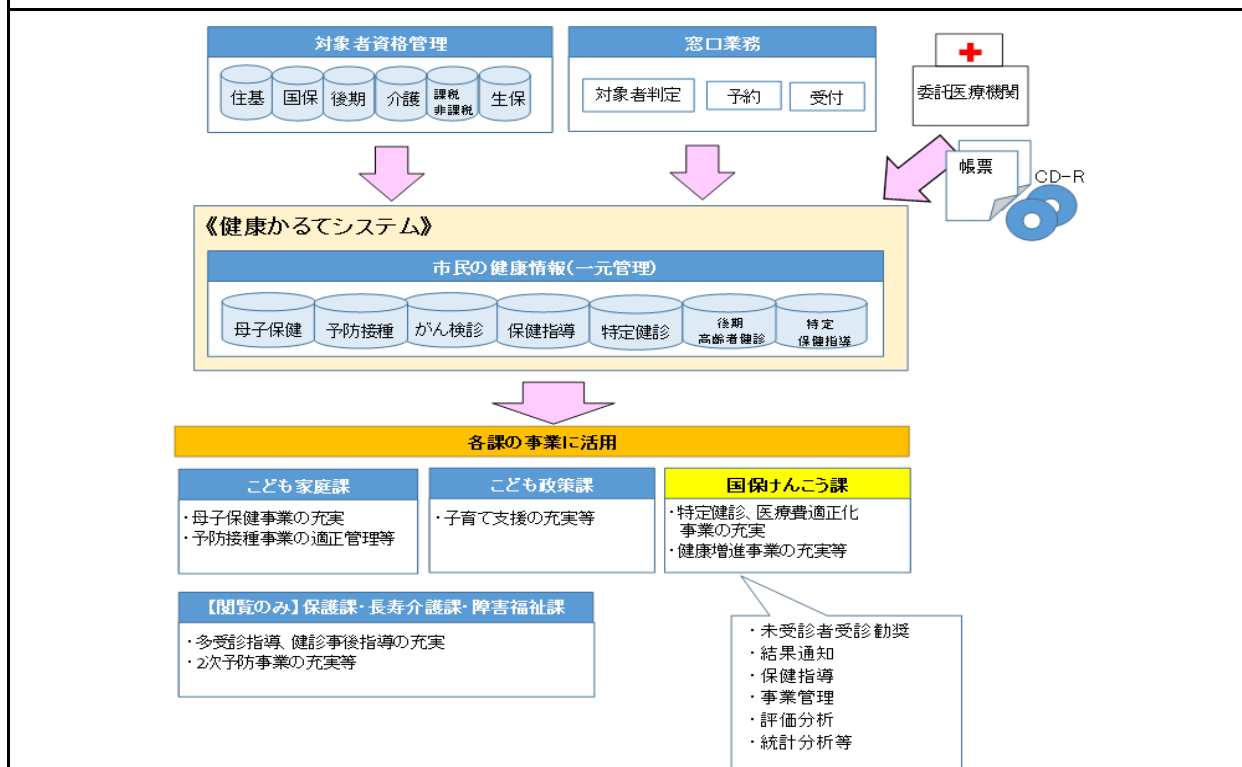 対象者資格管理
住基
国保
後期
介護
課税
非課税
生保
窓口業務
対象者判定
予約
受付
委託医療機関
帳票
CD-R
《健康かるてシステム》
市民の健康情報(一元管理)
母子保健
予防接種
がん検診
保健指導
特定健診
後期
高齢者健診
特定
保健指導
各課の事業に活用
こども家庭課
・母子保健事業の充実
・予防接種事業の適正管理等
こども政策課
・子育て支援の充実等
国保けんこう課
・特定健診、医療費適正化
事業の充実
・健康増進事業の充実等
【閲覧のみ】保護課・長寿介護課・障害福祉課
・多受診指導、健診事後指導の充実
・2次予防事業の充実等
・未受診者受診勧奨
・結果通知
・保健指導
・事業管理
・評価分析
・統計分析等